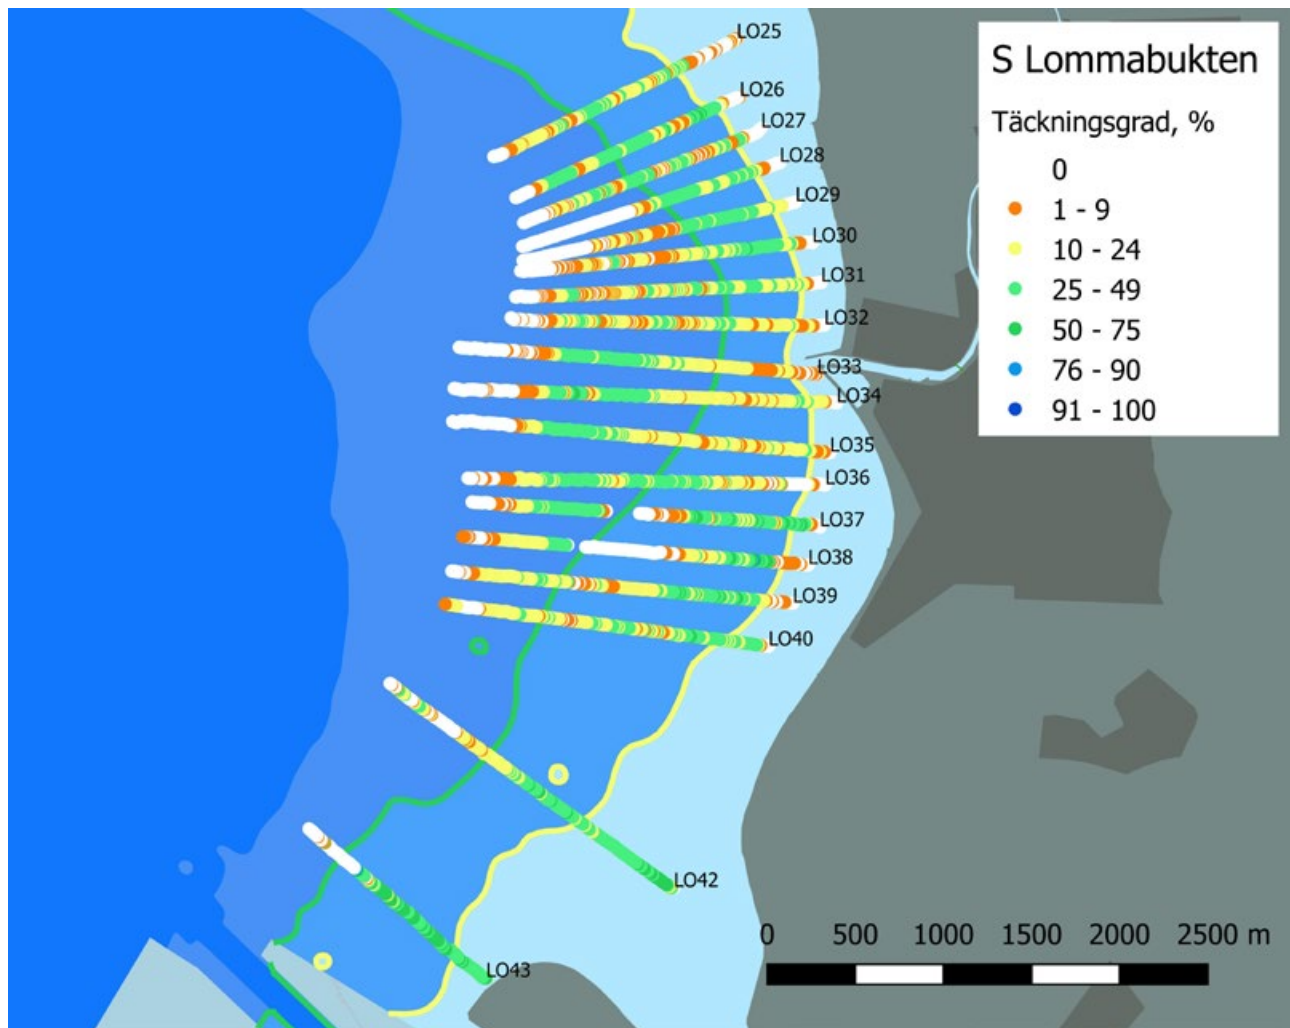 S Lommabukten
Täckningsgrad, %
0
1 - 9
10 - 24
25 - 49
50 - 75
76 - 90
91 - 100
LO25
LO26
LO27
LO28
LO29
LO30
LO31
LO32
LO33
LO34
LO35
LO36
LO37
LO38
LO39
LO40
LO42
LO43
0 500 1000 1500 2000 2500 m